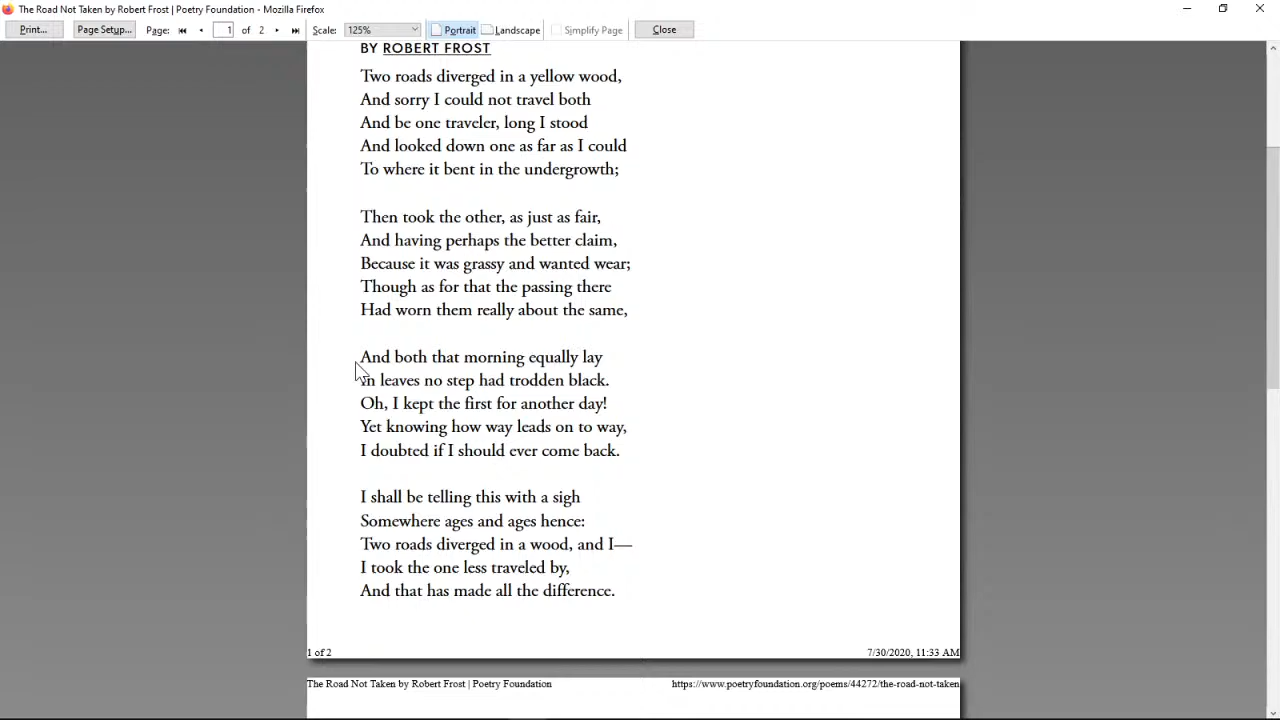 The Road Not Taken by Robert Frost | Poetry Foundation - Mozilla Firefox
Print... Page Setup... Page: 1 of 2 Scale: 125% Portrait Landscape Simplify Page Close
BY ROBERT FROST
Two roads diverged in a yellow wood,
And sorry I could not travel both
And be one traveler, long I stood
And looked down one as far as I could
To where it bent in the undergrowth;
Then took the other, as just as fair,
And having perhaps the better claim,
Because it was grassy and wanted wear;
Though as for that the passing there
Had worn them really about the same,
And both that morning equally lay
In leaves no step had trodden black.
Oh, I kept the first for another day!
Yet knowing how way leads on to way,
I doubted if I should ever come back.
I shall be telling this with a sigh
Somewhere ages and ages hence:
Two roads diverged in a wood, and I—
I took the one less traveled by,
And that has made all the difference.
1 of 2 7/30/2020, 11:33 AM
The Road Not Taken by Robert Frost | Poetry Foundation https://www.poetryfoundation.org/poems/44272/the-road-not-taken